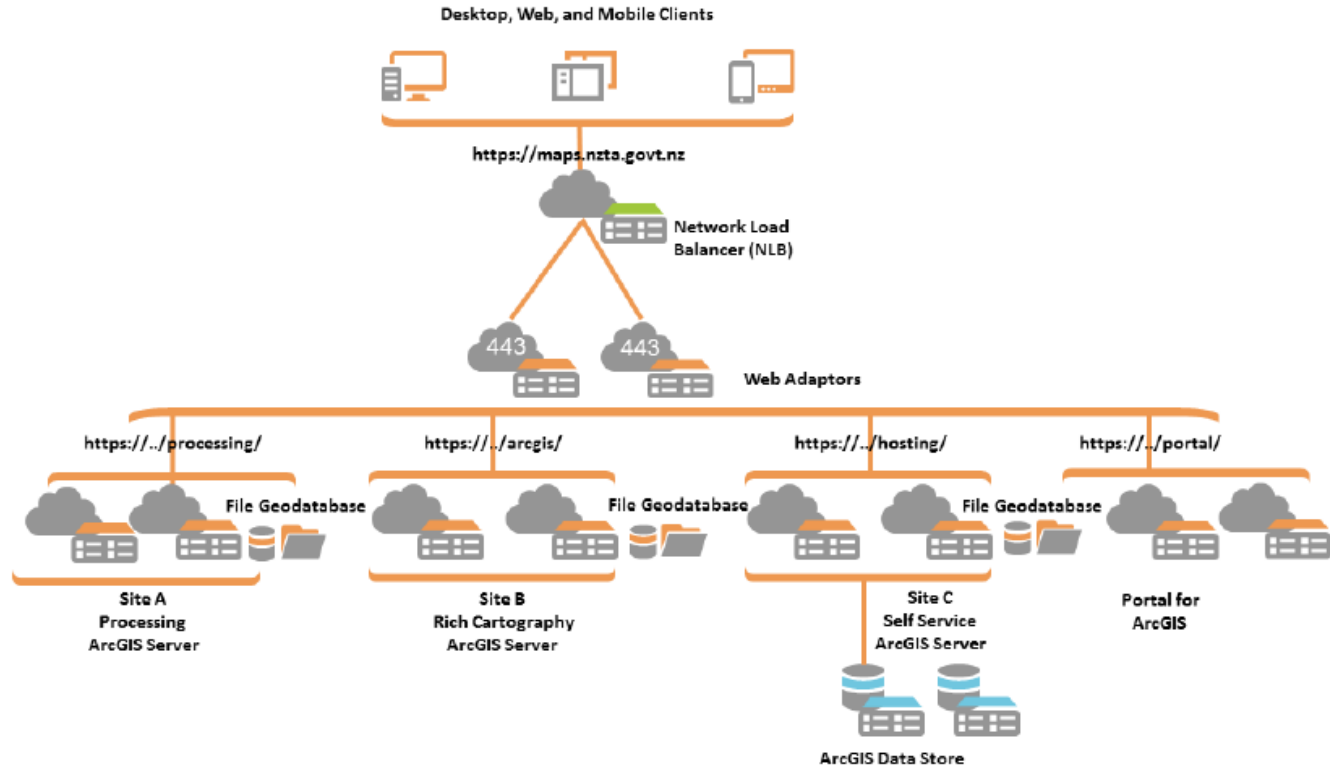 Desktop, Web, and Mobile Clients
https://maps.nzta.govt.nz
Network Load
Balancer (NLB)
443
443
Web Adaptors
https://../processing/
https://../arcgis/
https://../hosting/
https://../portal/
File Geodatabase
File Geodatabase
File Geodatabase
Site A
Processing
ArcGIS Server
Site B
Rich Cartography
ArcGIS Server
Site C
Self Service
ArcGIS Server
Portal for
ArcGIS
ArcGIS Data Store